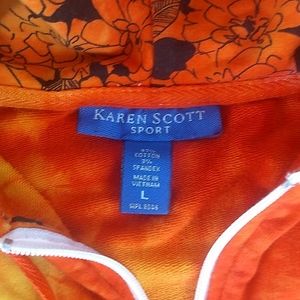 KAREN SCOTT
SPORT
COTTON
SPANDEX
MADE IN
VIETNAM
L